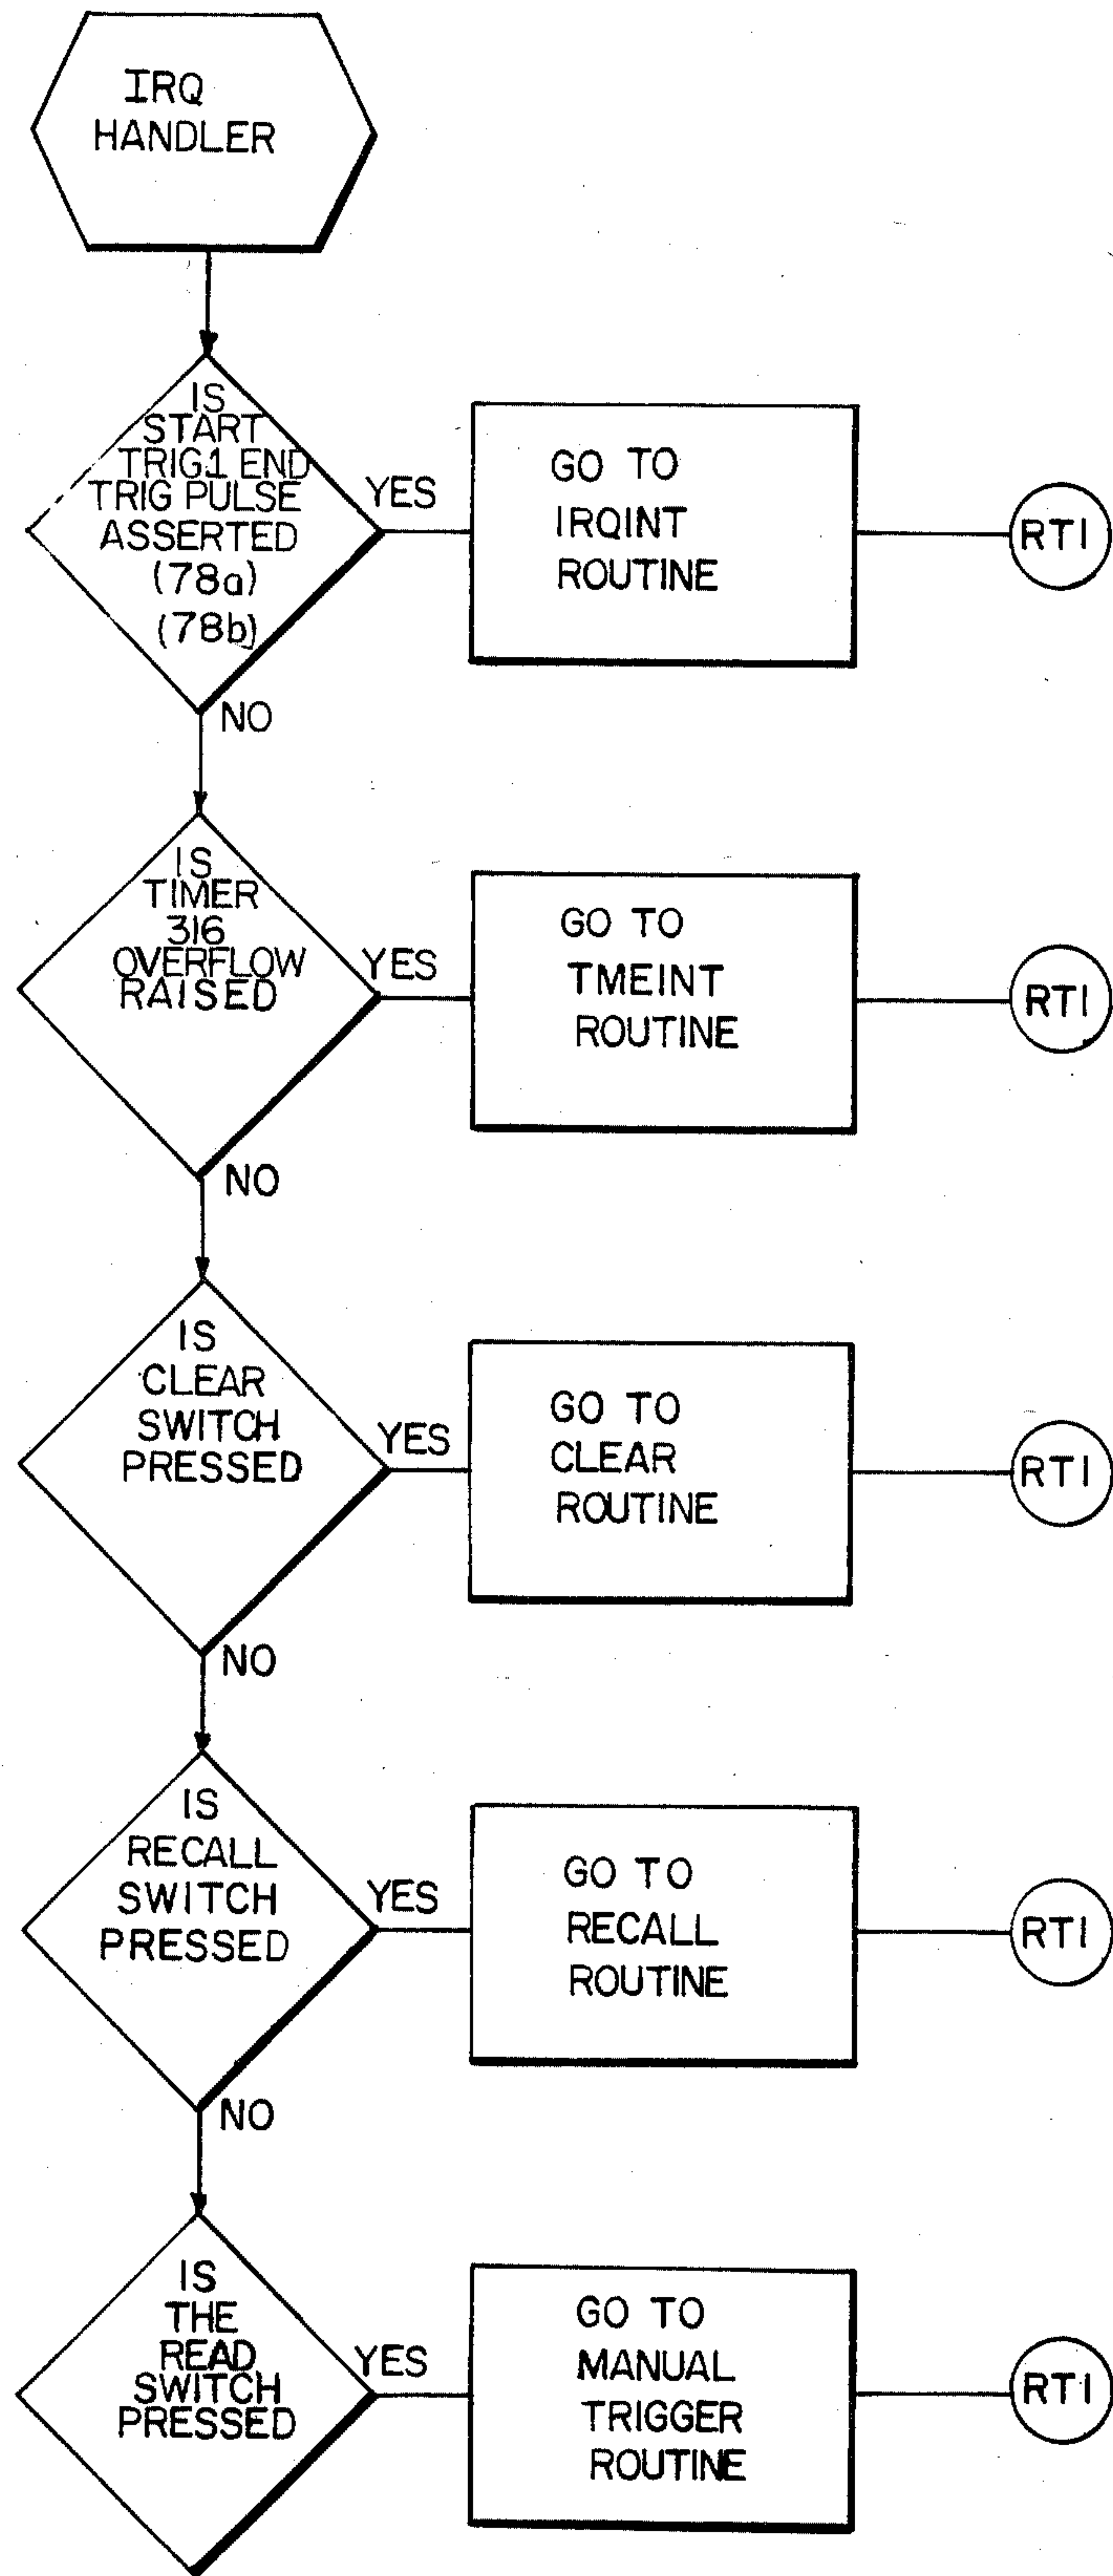 IRQ
HANDLER
IS
START
TRIG1 END
TRIG PULSE
ASSERTED
(78a)
(78b)
YES
GO TO
IRQINT
ROUTINE
RTI
NO
IS
TIMER
316
OVERFLOW
RAISED
YES
GO TO
TMEINT
ROUTINE
RTI
NO
IS
CLEAR
SWITCH
PRESSED
YES
GO TO
CLEAR
ROUTINE
RTI
NO
IS
RECALL
SWITCH
PRESSED
YES
GO TO
RECALL
ROUTINE
RTI
NO
IS
THE
READ
SWITCH
PRESSED
YES
GO TO
MANUAL
TRIGGER
ROUTINE
RTI